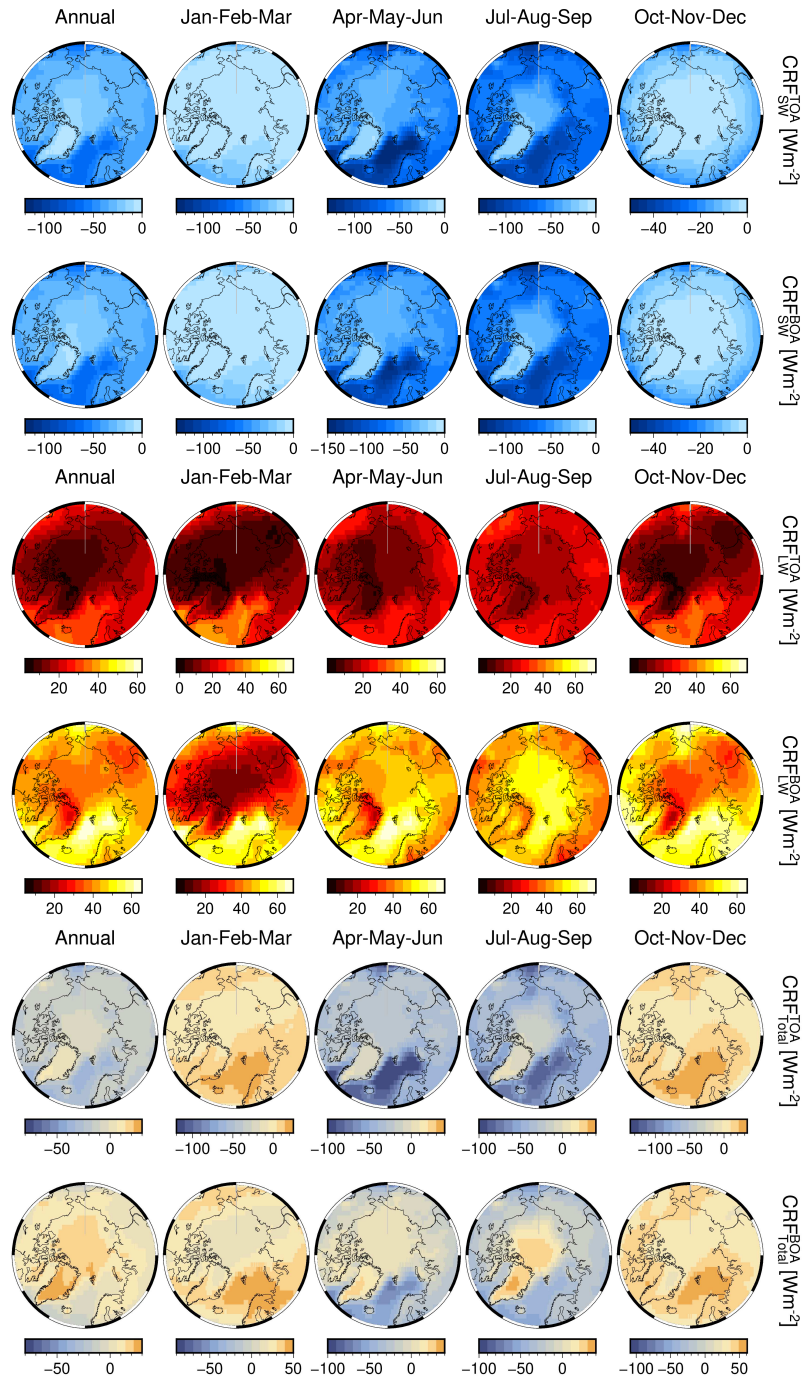 Annual Jan-Feb-Mar Apr-May-Jun Jul-Aug-Sep Oct-Nov-Dec
CRF^TOA_SW [Wm⁻²]
−100 −50 0 −100 −50 0 −100 −50 0 −100 −50 0 −40 −20 0
CRF^BOA_SW [Wm⁻²]
−100 −50 0 −100 −50 0 −150 −100 −50 0 −100 −50 0 −40 −20 0
Annual Jan-Feb-Mar Apr-May-Jun Jul-Aug-Sep Oct-Nov-Dec
CRF^TOA_LW [Wm⁻²]
20 40 60 0 20 40 60 20 40 60 20 40 60 20 40 60
CRF^BOA_LW [Wm⁻²]
20 40 60 20 40 60 20 40 60 20 40 60 20 40 60
Annual Jan-Feb-Mar Apr-May-Jun Jul-Aug-Sep Oct-Nov-Dec
CRF^TOA_Total [Wm⁻²]
−50 0 −100 −50 0 −100 −50 0 −100 −50 0 −100 −50 0
CRF^BOA_Total [Wm⁻²]
−50 0 −50 0 50 −100 −50 0 −100 −50 0 −100 −50 0 50